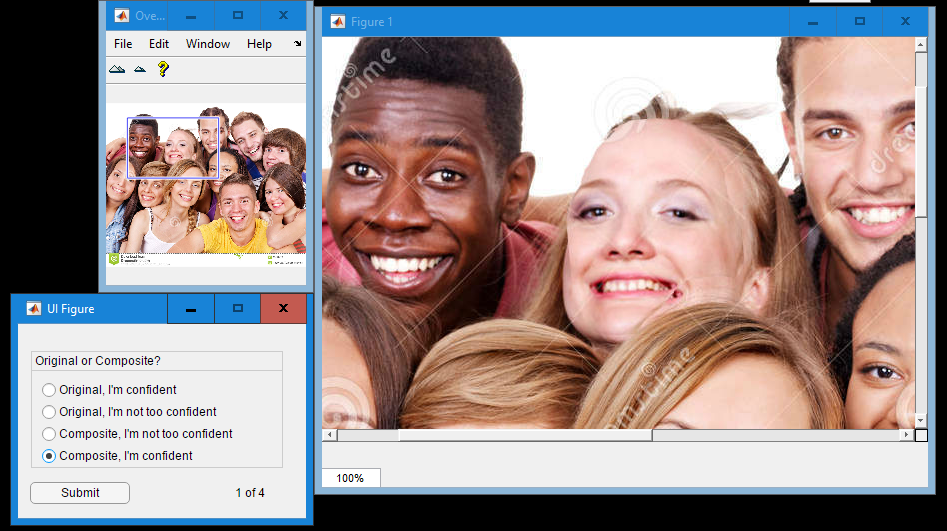 Ove...
File Edit Window Help
Figure 1
100%
UI Figure
Original or Composite?
Original, I'm confident
Original, I'm not too confident
Composite, I'm not too confident
Composite, I'm confident
Submit
1 of 4